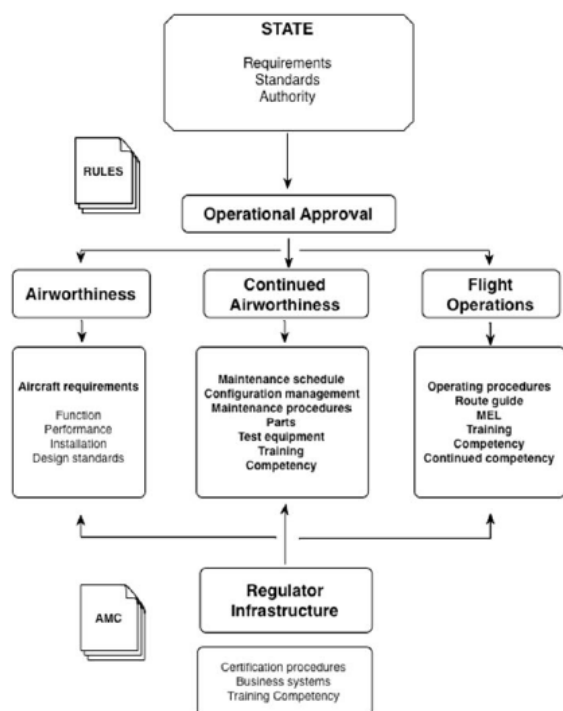 STATE
Requirements
Standards
Authority
RULES
Operational Approval
Airworthiness
Continued
Airworthiness
Flight
Operations
Aircraft requirements
Function
Performance
Installation
Design standards
Maintenance schedule
Configuration management
Maintenance procedures
Parts
Test equipment
Training
Competency
Operating procedures
Route guide
MEL
Training
Competency
Continued competency
AMC
Regulator
Infrastructure
Certification procedures
Business systems
Training Competency